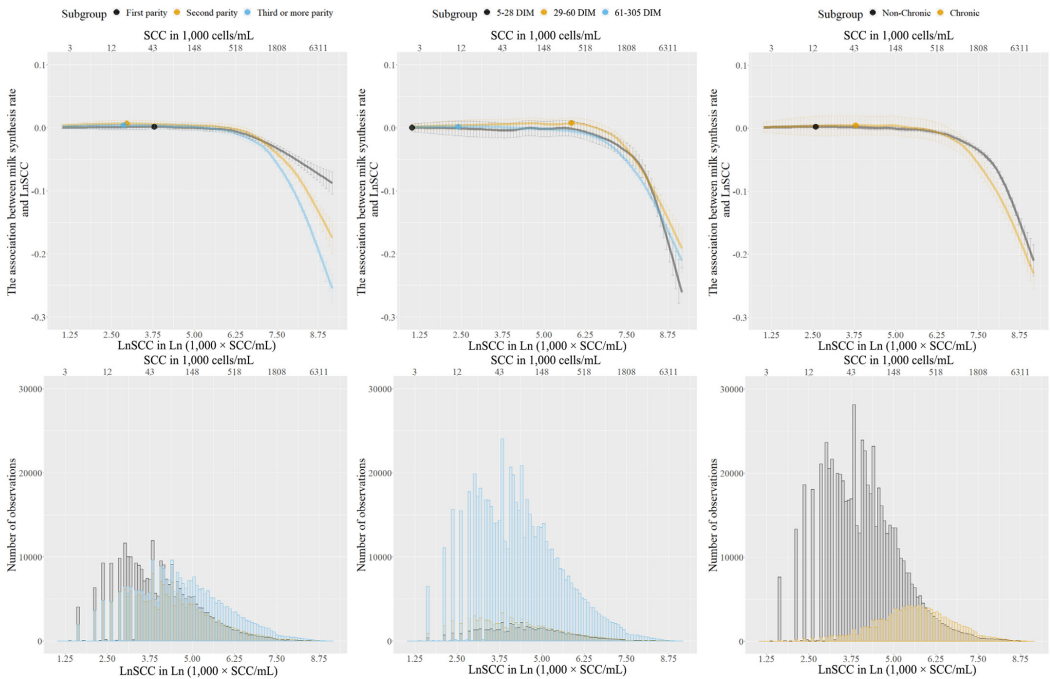 Subgroup First parity Second parity Third or more parity
SCC in 1,000 cells/mL
3 12 43 148 518 1808 6311
The association between milk synthesis rate
and LnSCC
0.1
0.0
-0.1
-0.2
-0.3
1.25 2.50 3.75 5.00 6.25 7.50 8.75
LnSCC in Ln (1,000 × SCC/mL)
Subgroup 5-28 DIM 29-60 DIM 61-305 DIM
SCC in 1,000 cells/mL
3 12 43 148 518 1808 6311
The association between milk synthesis rate
and LnSCC
0.1
0.0
-0.1
-0.2
-0.3
1.25 2.50 3.75 5.00 6.25 7.50 8.75
LnSCC in Ln (1,000 × SCC/mL)
Subgroup Non-Chronic Chronic
SCC in 1,000 cells/mL
3 12 43 148 518 1808 6311
The association between milk synthesis rate
and LnSCC
0.1
0.0
-0.1
-0.2
-0.3
1.25 2.50 3.75 5.00 6.25 7.50 8.75
LnSCC in Ln (1,000 × SCC/mL)
SCC in 1,000 cells/mL
3 12 43 148 518 1808 6311
Number of observations
30000
20000
10000
0
1.25 2.50 3.75 5.00 6.25 7.50 8.75
LnSCC in Ln (1,000 × SCC/mL)
SCC in 1,000 cells/mL
3 12 43 148 518 1808 6311
Number of observations
30000
20000
10000
0
1.25 2.50 3.75 5.00 6.25 7.50 8.75
LnSCC in Ln (1,000 × SCC/mL)
SCC in 1,000 cells/mL
3 12 43 148 518 1808 6311
Number of observations
30000
20000
10000
0
1.25 2.50 3.75 5.00 6.25 7.50 8.75
LnSCC in Ln (1,000 × SCC/mL)